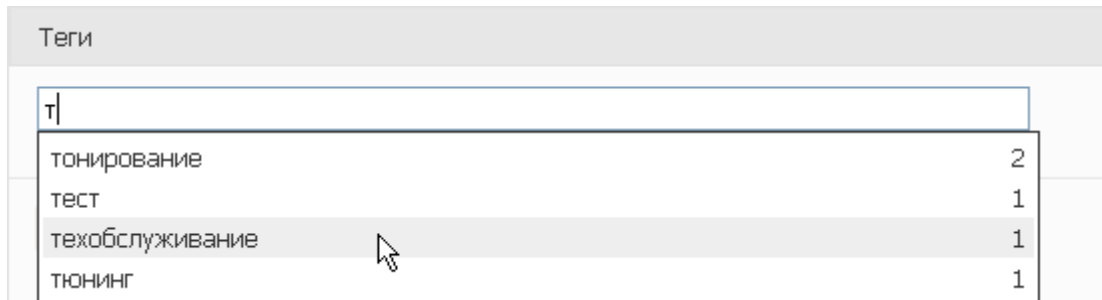 Теги
т
тонирование 2
тест 1
техобслуживание 1
тюнинг 1